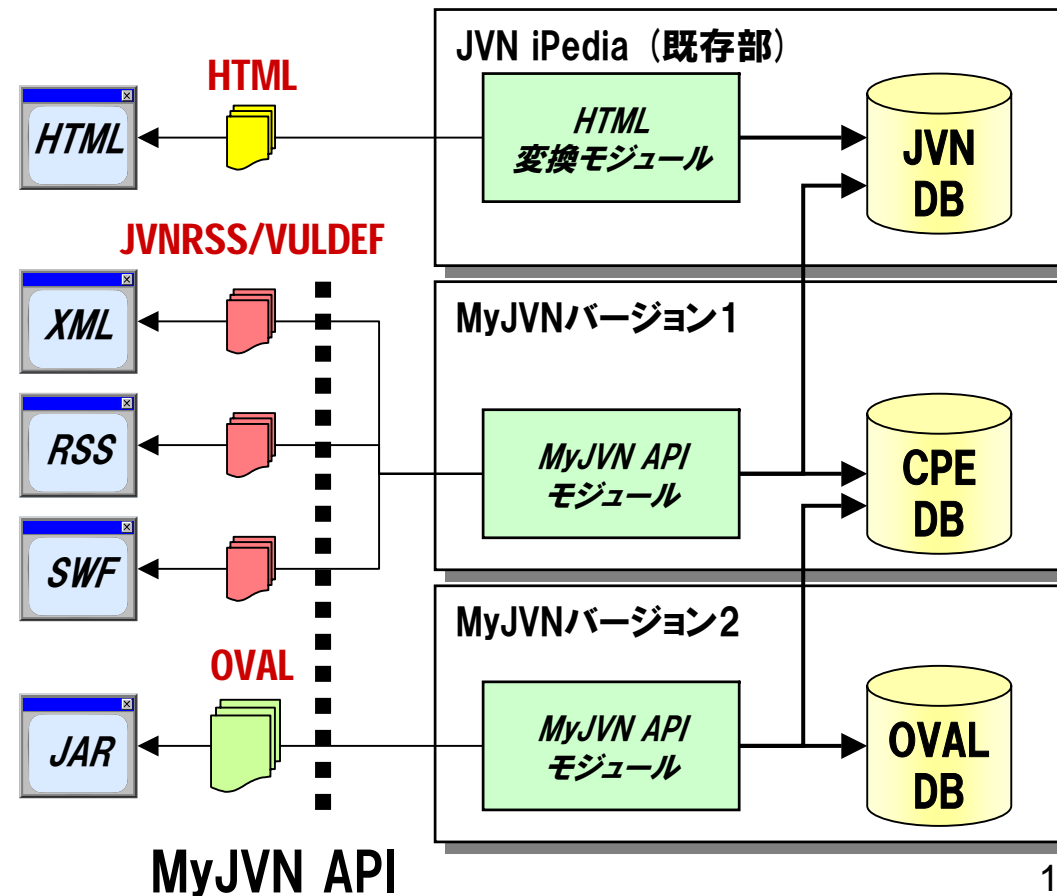 JVN iPedia (既存部)
HTML
HTML
HTML
変換モジュール
JVN
DB
JVNRSS/VULDEF
MyJVNバージョン1
XML
RSS
MyJVN API
モジュール
CPE
DB
SWF
MyJVNバージョン2
OVAL
JAR
MyJVN API
モジュール
OVAL
DB
MyJVN API
1